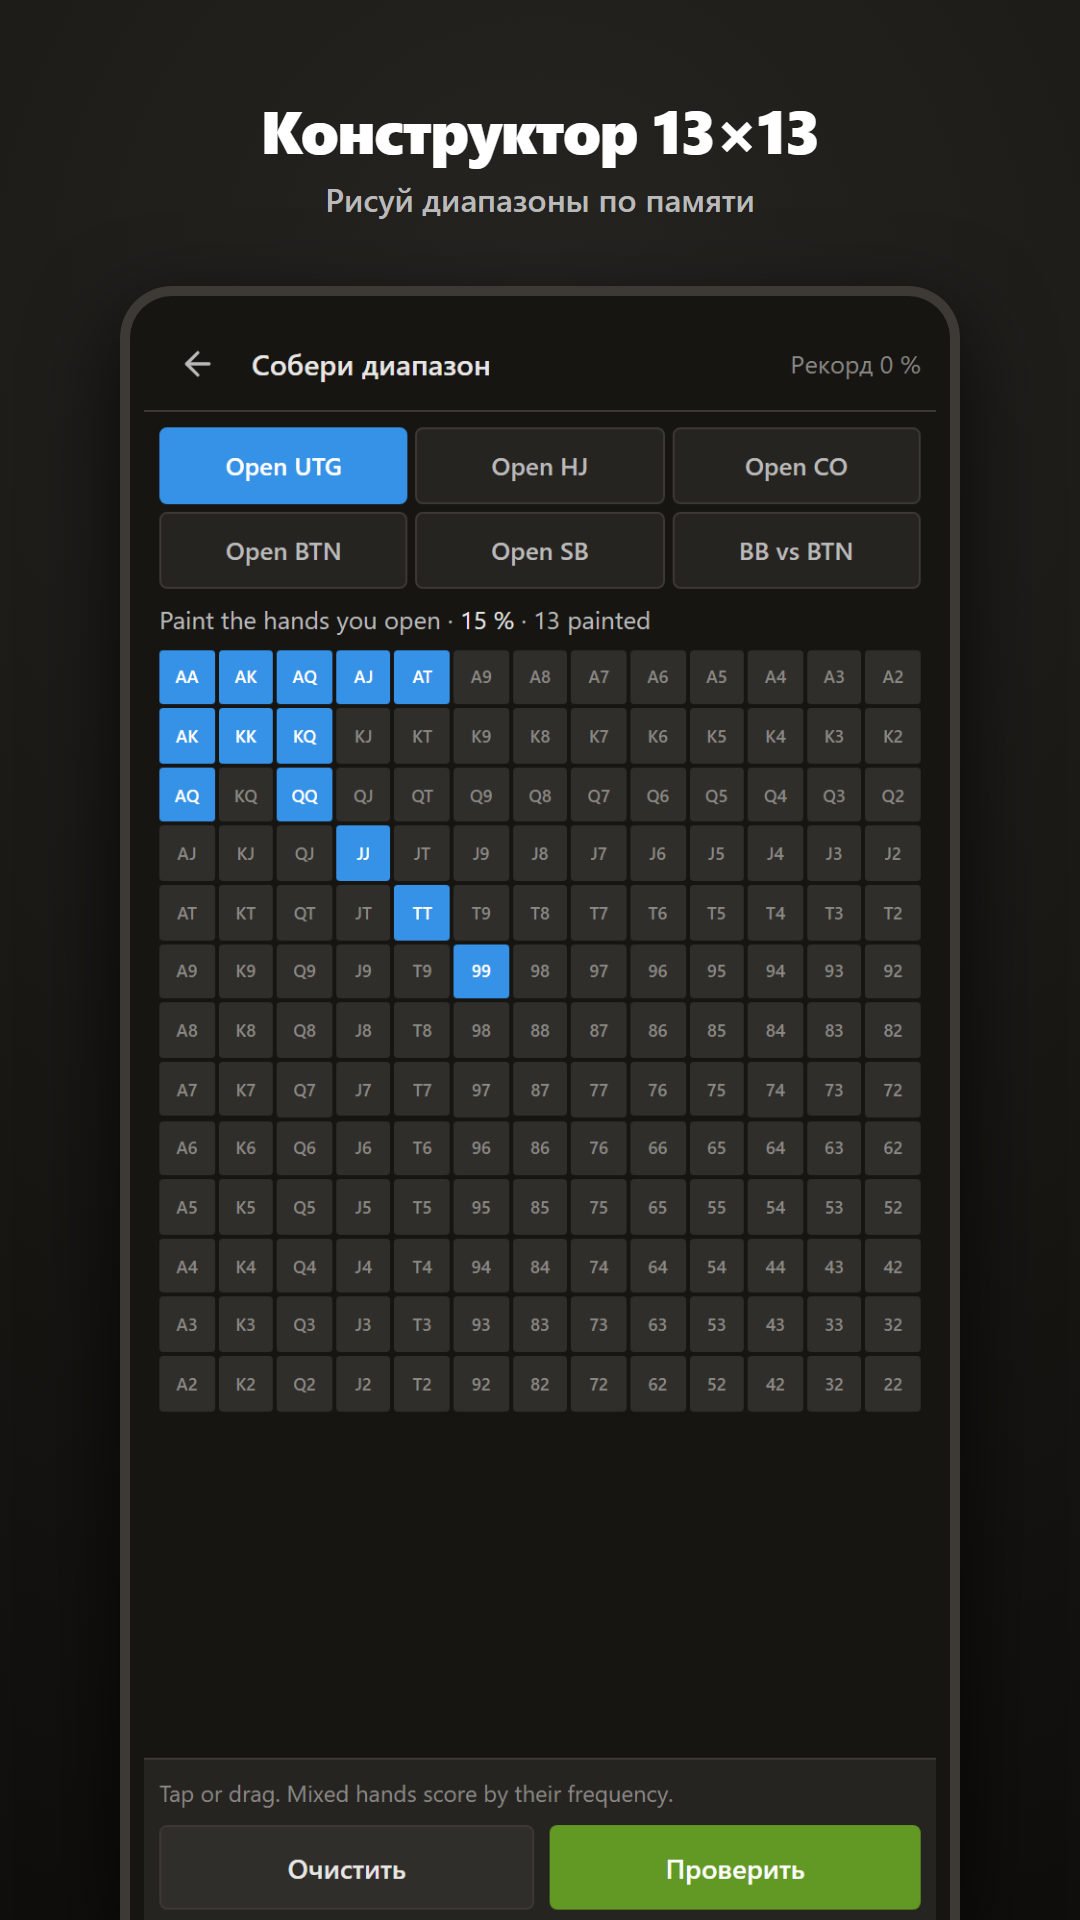 Конструктор 13×13
Рисуй диапазоны по памяти
Собери диапазон Рекорд 0 %
Open UTG Open HJ Open CO
Open BTN Open SB BB vs BTN
Paint the hands you open · 15 % · 13 painted
AA AK AQ AJ AT A9 A8 A7 A6 A5 A4 A3 A2
AK KK KQ KJ KT K9 K8 K7 K6 K5 K4 K3 K2
AQ KQ QQ QJ QT Q9 Q8 Q7 Q6 Q5 Q4 Q3 Q2
AJ KJ QJ JJ JT J9 J8 J7 J6 J5 J4 J3 J2
AT KT QT JT TT T9 T8 T7 T6 T5 T4 T3 T2
A9 K9 Q9 J9 T9 99 98 97 96 95 94 93 92
A8 K8 Q8 J8 T8 98 88 87 86 85 84 83 82
A7 K7 Q7 J7 T7 97 87 77 76 75 74 73 72
A6 K6 Q6 J6 T6 96 86 76 66 65 64 63 62
A5 K5 Q5 J5 T5 95 85 75 65 55 54 53 52
A4 K4 Q4 J4 T4 94 84 74 64 54 44 43 42
A3 K3 Q3 J3 T3 93 83 73 63 53 43 33 32
A2 K2 Q2 J2 T2 92 82 72 62 52 42 32 22
Tap or drag. Mixed hands score by their frequency.
Очистить Проверить